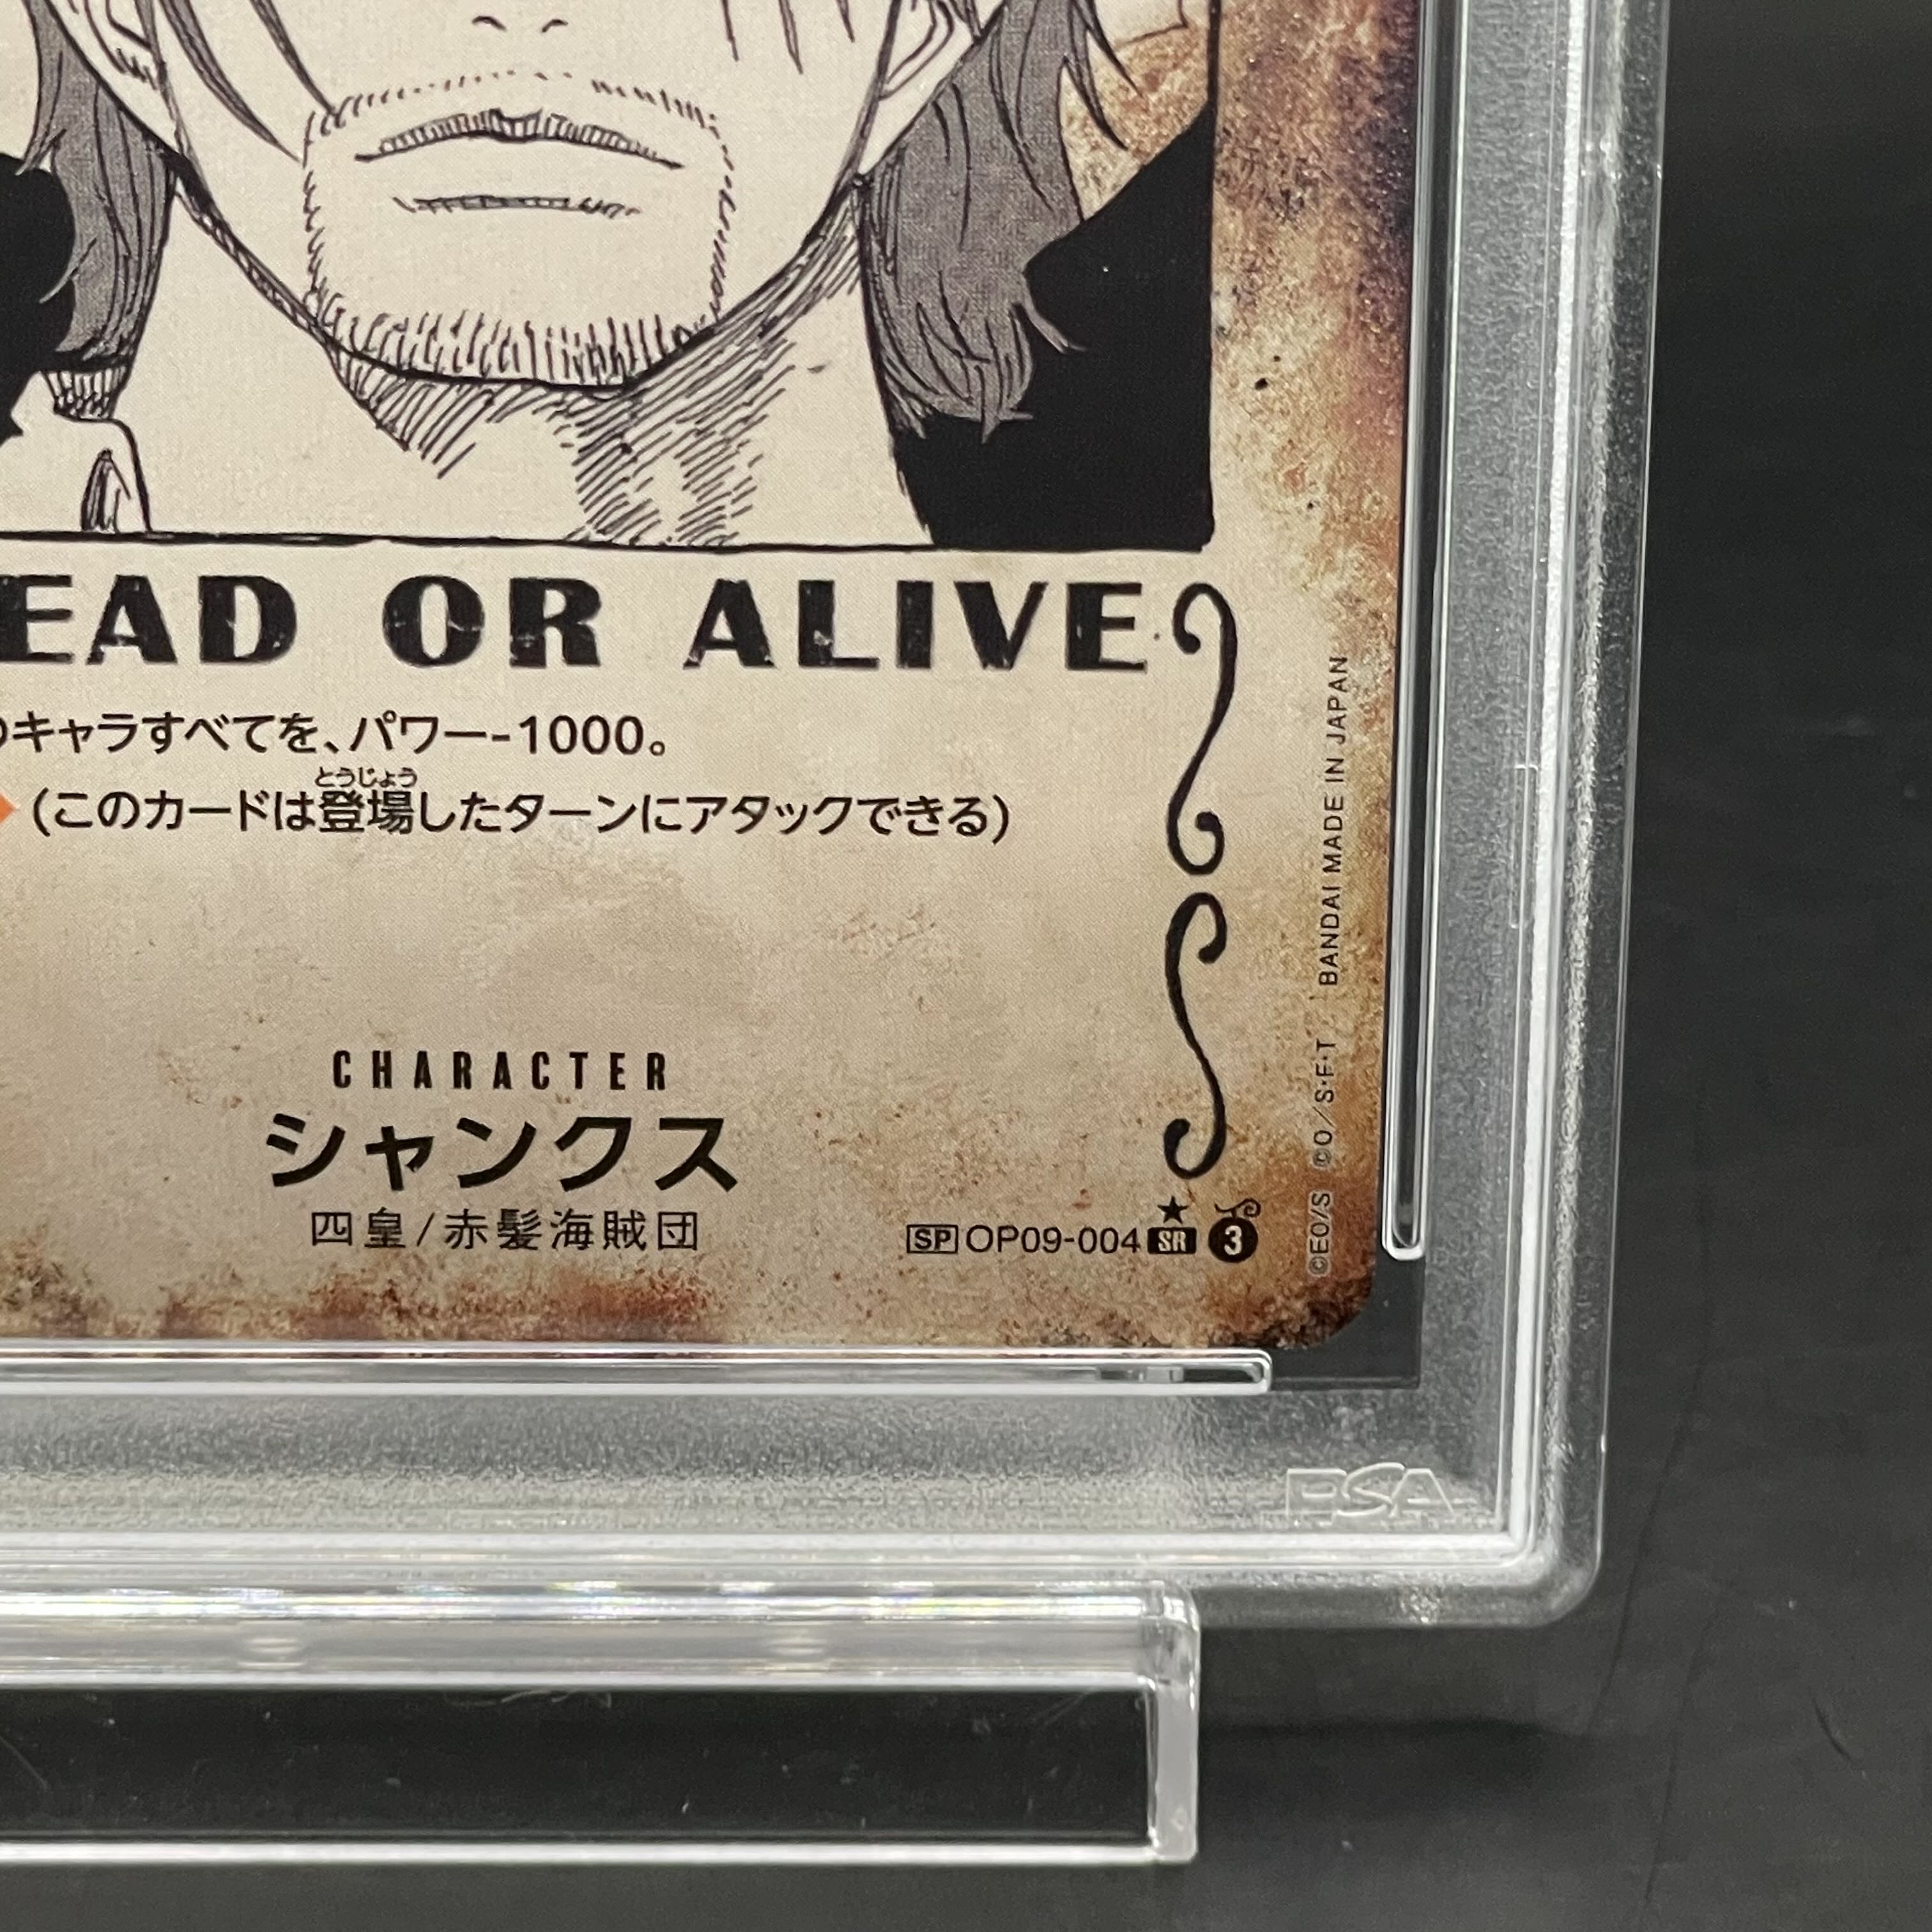 EAD OR ALIVE
のキャラすべてを、パワー-1000。
とうじょう
(このカードは登場したターンにアタックできる)
CHARACTER
シャンクス
四皇/赤髪海賊団
SP OP09-004 SR 3
©EO/S ©O/S・F・T BANDAI MADE IN JAPAN
PSA